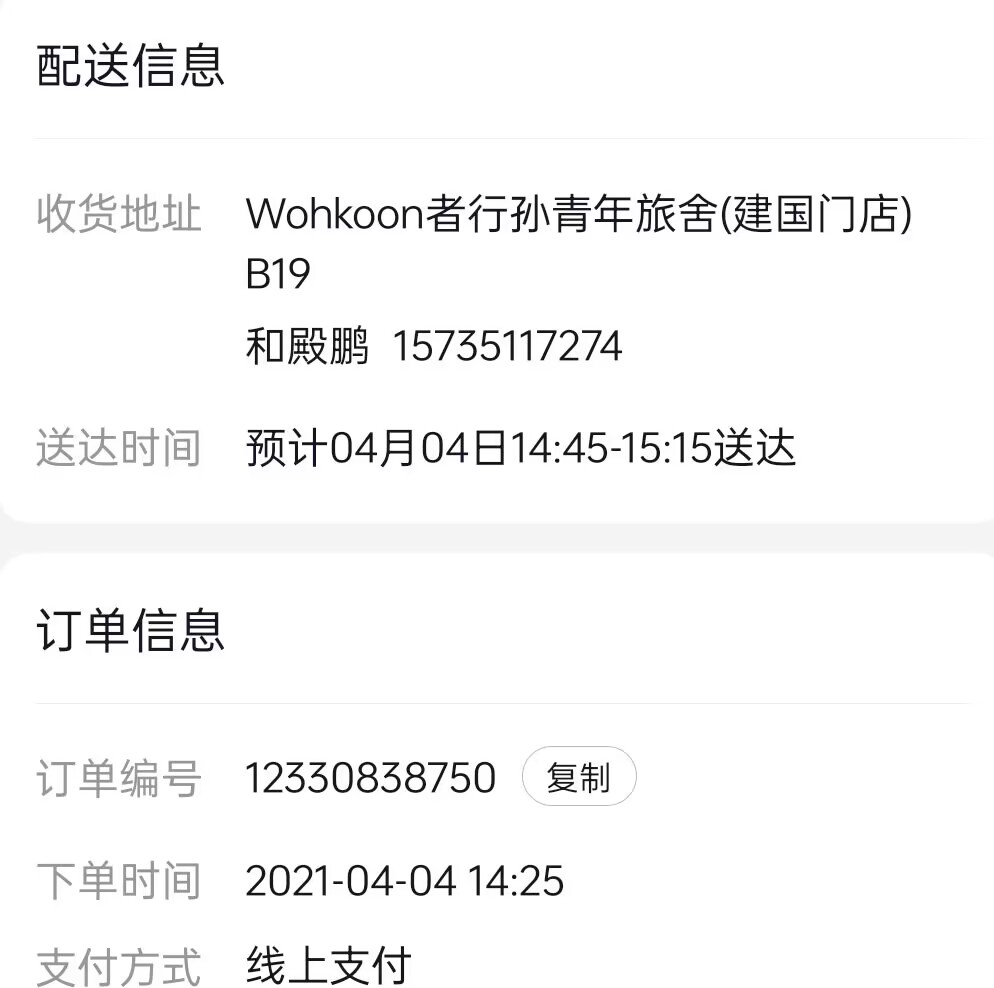 配送信息
收货地址 Wohkoon者行孙青年旅舍(建国门店)
B19
和殿鹏 15735117274
送达时间 预计04月04日14:45-15:15送达
订单信息
订单编号 12330838750 复制
下单时间 2021-04-04 14:25
支付方式 线上支付